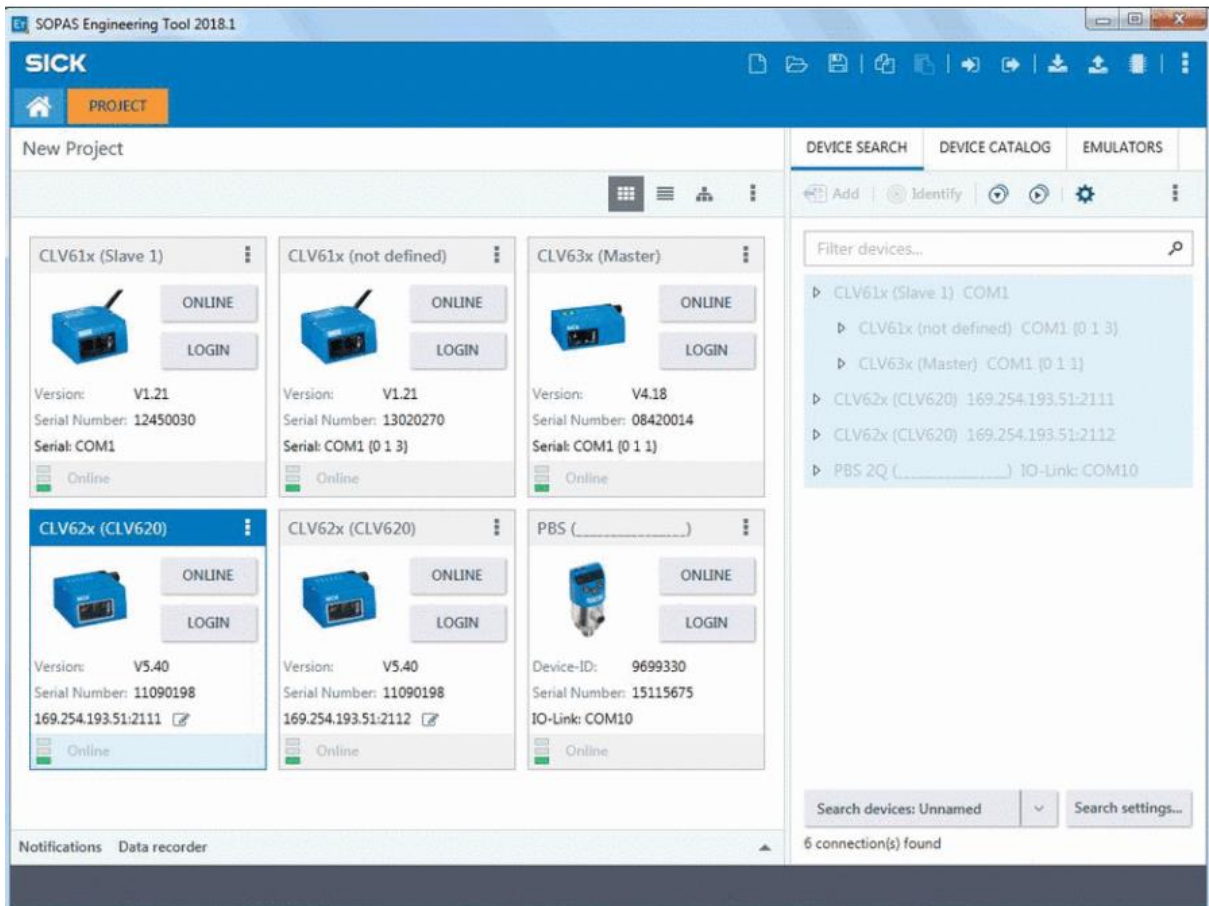 SOPAS Engineering Tool 2018.1
SICK
PROJECT
New Project
DEVICE SEARCH DEVICE CATALOG EMULATORS
Add Identify
Filter devices...
CLV61x (Slave 1)
ONLINE
LOGIN
Version: V1.21
Serial Number: 12450030
Serial: COM1
Online
CLV61x (not defined)
ONLINE
LOGIN
Version: V1.21
Serial Number: 13020270
Serial: COM1 {0 1 3}
Online
CLV63x (Master)
ONLINE
LOGIN
Version: V4.18
Serial Number: 08420014
Serial: COM1 {0 1 1}
Online
CLV62x (CLV620)
ONLINE
LOGIN
Version: V5.40
Serial Number: 11090198
169.254.193.51:2111
Online
CLV62x (CLV620)
ONLINE
LOGIN
Version: V5.40
Serial Number: 11090198
169.254.193.51:2112
Online
PBS (_______________)
ONLINE
LOGIN
Device-ID: 9699330
Serial Number: 15115675
IO-Link: COM10
Online
CLV61x (Slave 1) COM1
CLV61x (not defined) COM1 {0 1 3}
CLV63x (Master) COM1 {0 1 1}
CLV62x (CLV620) 169.254.193.51:2111
CLV62x (CLV620) 169.254.193.51:2112
PBS 2Q (_______________) IO-Link: COM10
Search devices: Unnamed
Search settings...
6 connection(s) found
Notifications Data recorder